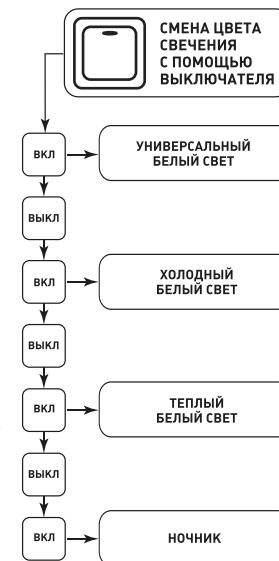 СМЕНА ЦВЕТА
СВЕЧЕНИЯ
С ПОМОЩЬЮ
ВЫКЛЮЧАТЕЛЯ
ВКЛ
УНИВЕРСАЛЬНЫЙ
БЕЛЫЙ СВЕТ
ВЫКЛ
ВКЛ
ХОЛОДНЫЙ
БЕЛЫЙ СВЕТ
ВЫКЛ
ВКЛ
ТЕПЛЫЙ
БЕЛЫЙ СВЕТ
ВЫКЛ
ВКЛ
НОЧНИК